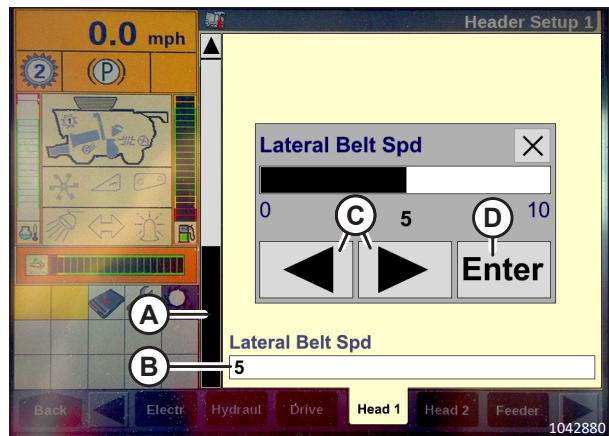 0.0 mph
Header Setup 1
2
(P)
Lateral Belt Spd
0
5
10
C
D
Enter
A
Lateral Belt Spd
B
5
Back
Electr
Hydraul
Drive
Head 1
Head 2
Feeder
1042880